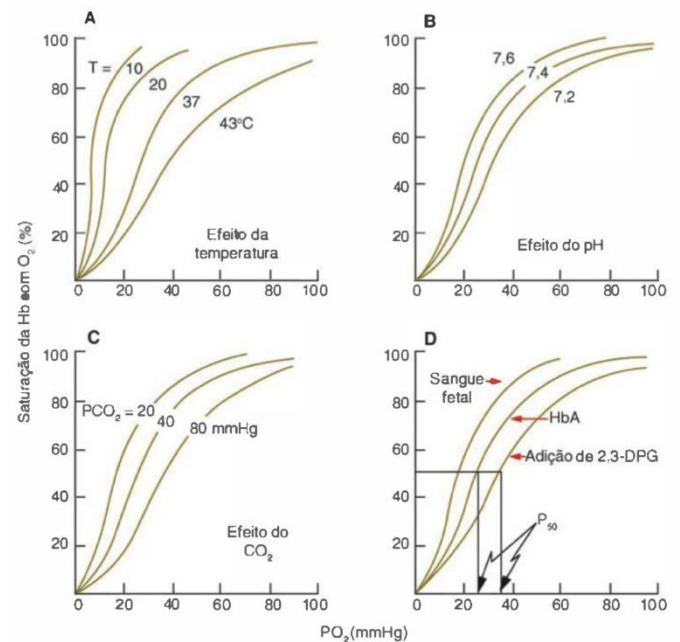 A
100
80
60
40
20
0
20
40
60
80
100
T =
10
20
37
43°C
Efeito da
temperatura
B
100
80
60
40
20
0
20
40
60
80
100
7,6
7,4
7,2
Efeito do pH
Saturação da Hb com O₂ (%)
C
100
80
60
40
20
0
20
40
60
80
100
PCO₂ = 20
40
80 mmHg
Efeito do
CO₂
D
100
80
60
40
20
0
20
40
60
80
100
Sangue
fetal
HbA
Adição de 2,3-DPG
P₅₀
PO₂(mmHg)